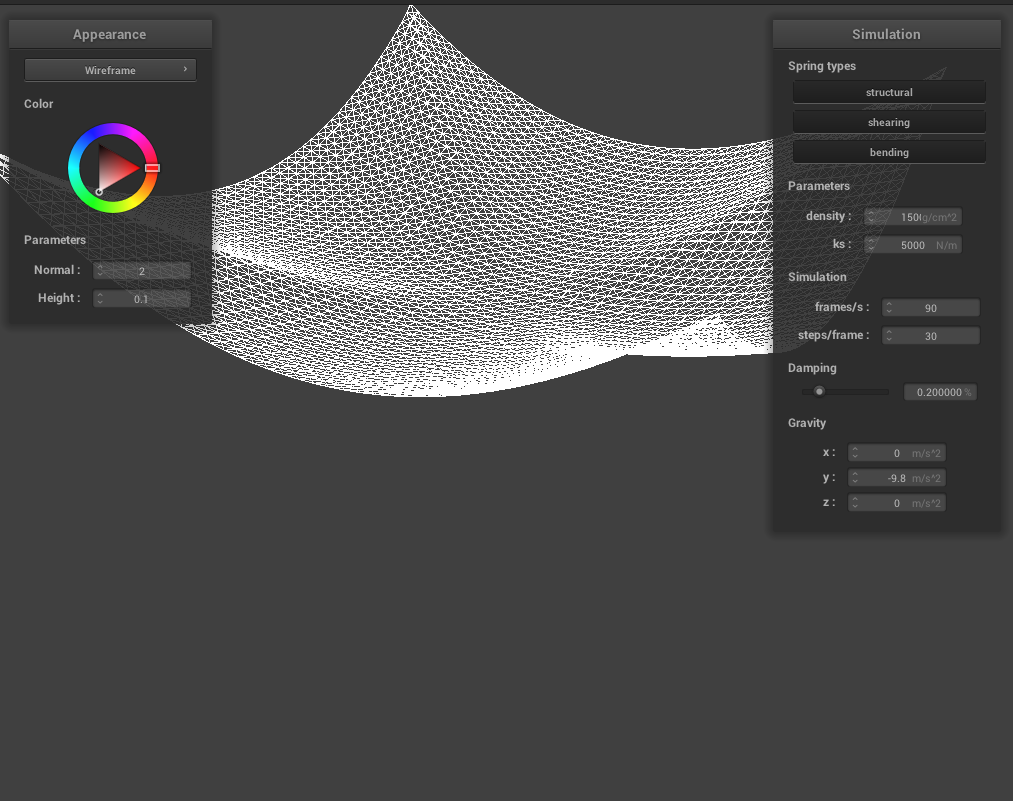 Appearance
Wireframe
Color
Parameters
Normal : 2
Height : 0.1
Simulation
Spring types
structural
shearing
bending
Parameters
density : 150 g/cm^2
ks : 5000 N/m
Simulation
frames/s : 90
steps/frame : 30
Damping
0.200000 %
Gravity
x : 0 m/s^2
y : -9.8 m/s^2
z : 0 m/s^2